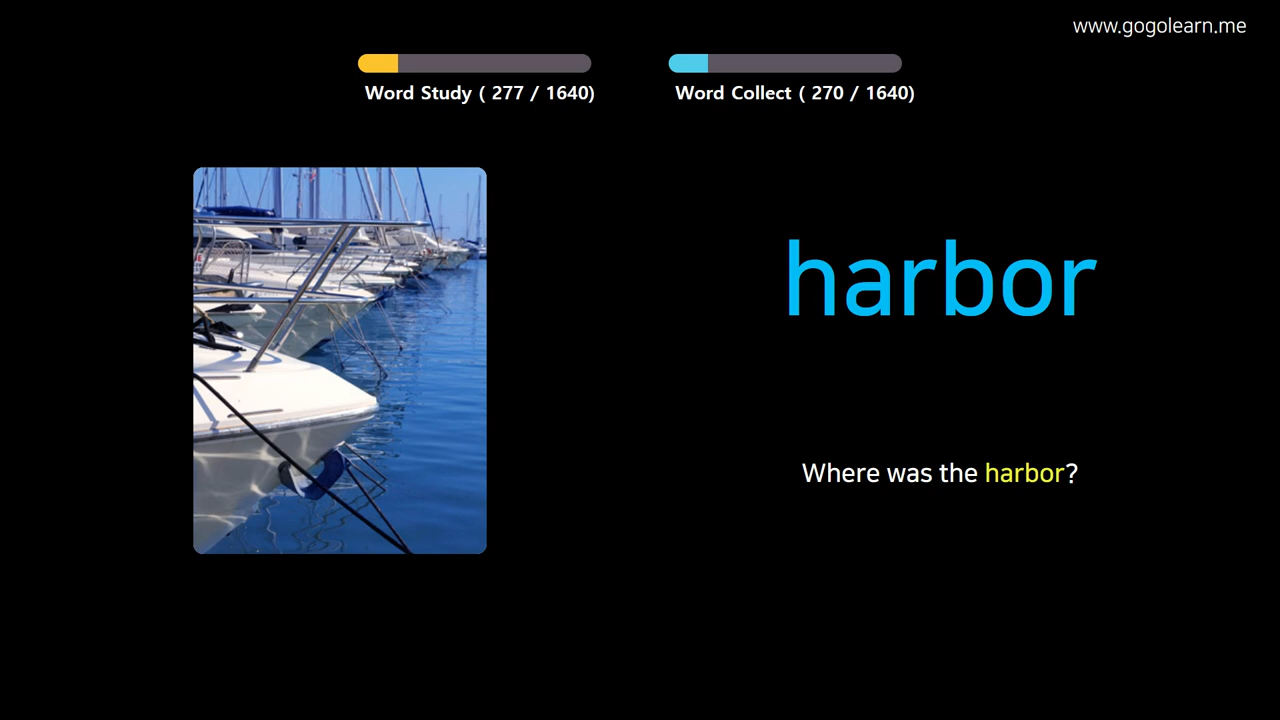 www.gogolearn.me
Word Study ( 277 / 1640)
Word Collect ( 270 / 1640)
harbor
Where was the harbor?